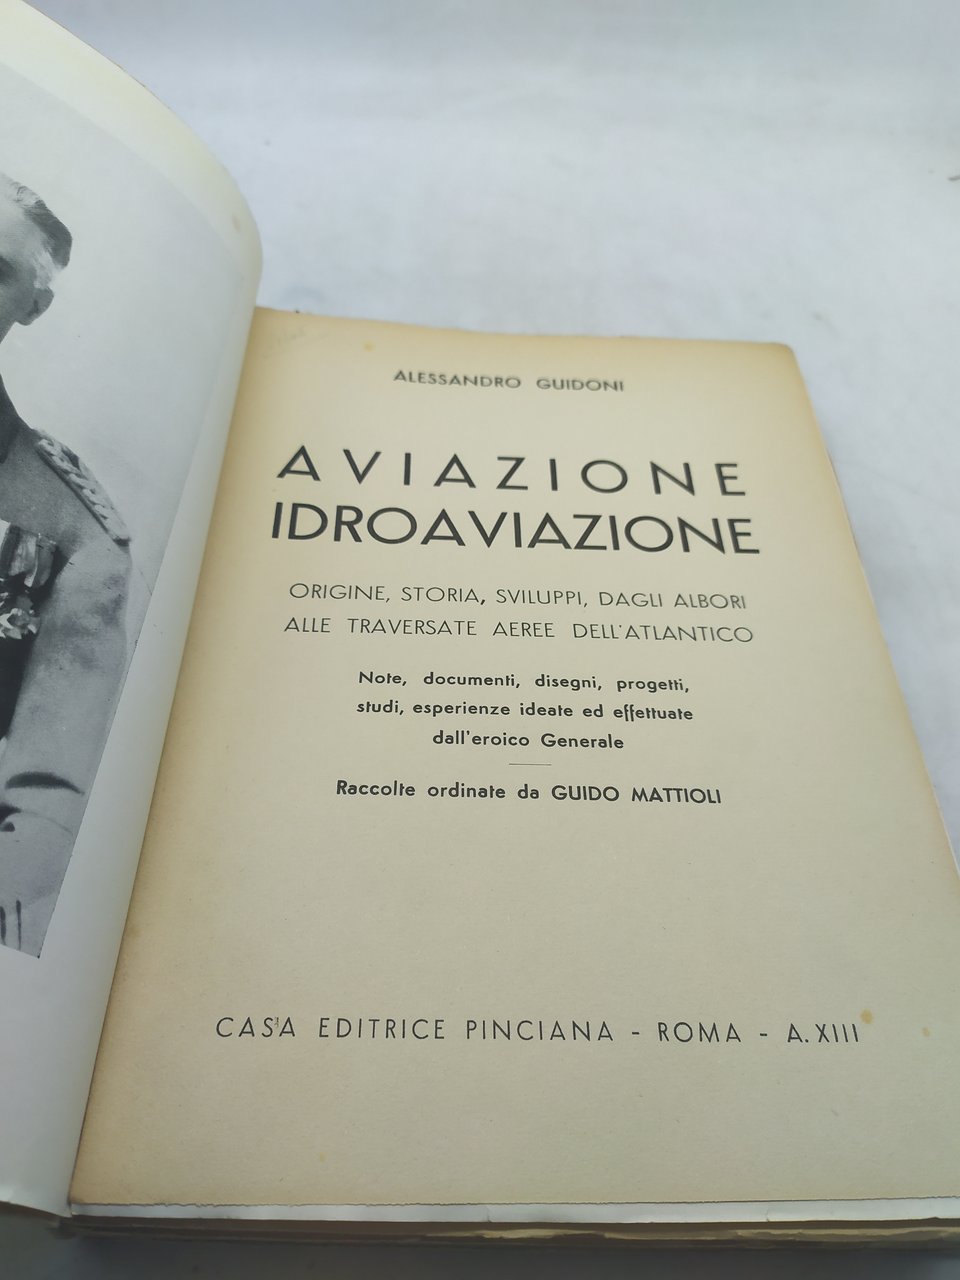 ALESSANDRO GUIDONI
AVIAZIONE
IDROAVIAZIONE
ORIGINE, STORIA, SVILUPPI, DAGLI ALBORI
ALLE TRAVERSATE AEREE DELL'ATLANTICO
Note, documenti, disegni, progetti,
studi, esperienze ideate ed effettuate
dall'eroico Generale
Raccolte ordinate da GUIDO MATTIOLI
CASA EDITRICE PINCIANA - ROMA - A. XIII